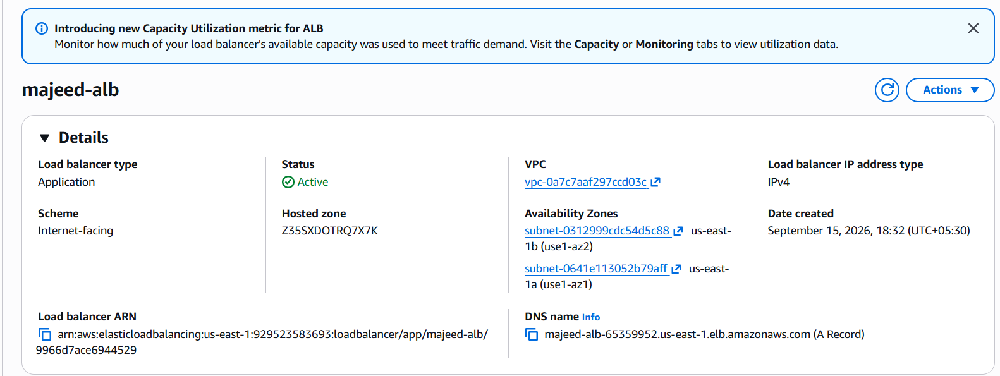 Introducing new Capacity Utilization metric for ALB
Monitor how much of your load balancer's available capacity was used to meet traffic demand. Visit the Capacity or Monitoring tabs to view utilization data.
majeed-alb
Actions
Details
Load balancer type
Application
Status
Active
VPC
vpc-0a7c7aaf297ccd03c
Load balancer IP address type
IPv4
Scheme
Internet-facing
Hosted zone
Z35SXDOTRQ7X7K
Availability Zones
subnet-0312999cdc54d5c88 us-east-
1b (use1-az2)
subnet-0641e113052b79aff us-east-
1a (use1-az1)
Date created
September 15, 2026, 18:32 (UTC+05:30)
Load balancer ARN
arn:aws:elasticloadbalancing:us-east-1:929523583693:loadbalancer/app/majeed-alb/
9966d7ace6944529
DNS name Info
majeed-alb-65359952.us-east-1.elb.amazonaws.com (A Record)